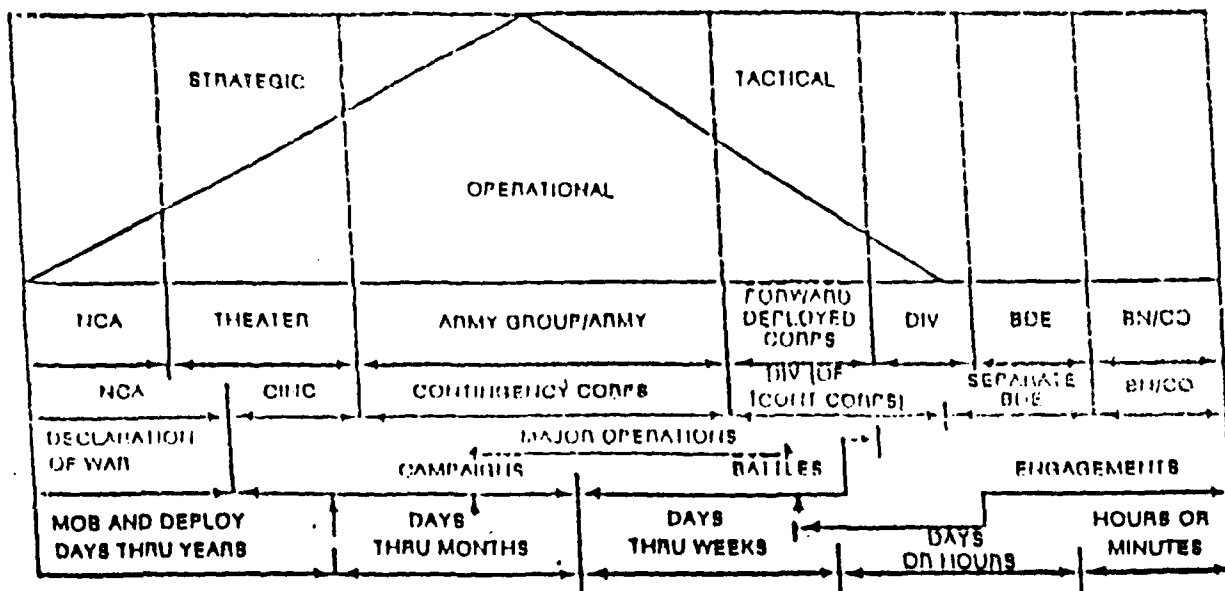 STRATEGIC
TACTICAL
OPERATIONAL
NCA
THEATER
ARMY GROUP/ARMY
FORWARD
DEPLOYED
CORPS
DIV
BDE
BN/CO
NCA
CINC
CONTINGENCY CORPS
DIV (OF
(CONT CORPS)
SEPARATE
BDE
BN/CO
DECLARATION
OF WAR
MAJOR OPERATIONS
CAMPAIGNS
BATTLES
ENGAGEMENTS
MOB AND DEPLOY
DAYS THRU YEARS
DAYS
THRU MONTHS
DAYS
THRU WEEKS
DAYS
OR HOURS
HOURS OR
MINUTES